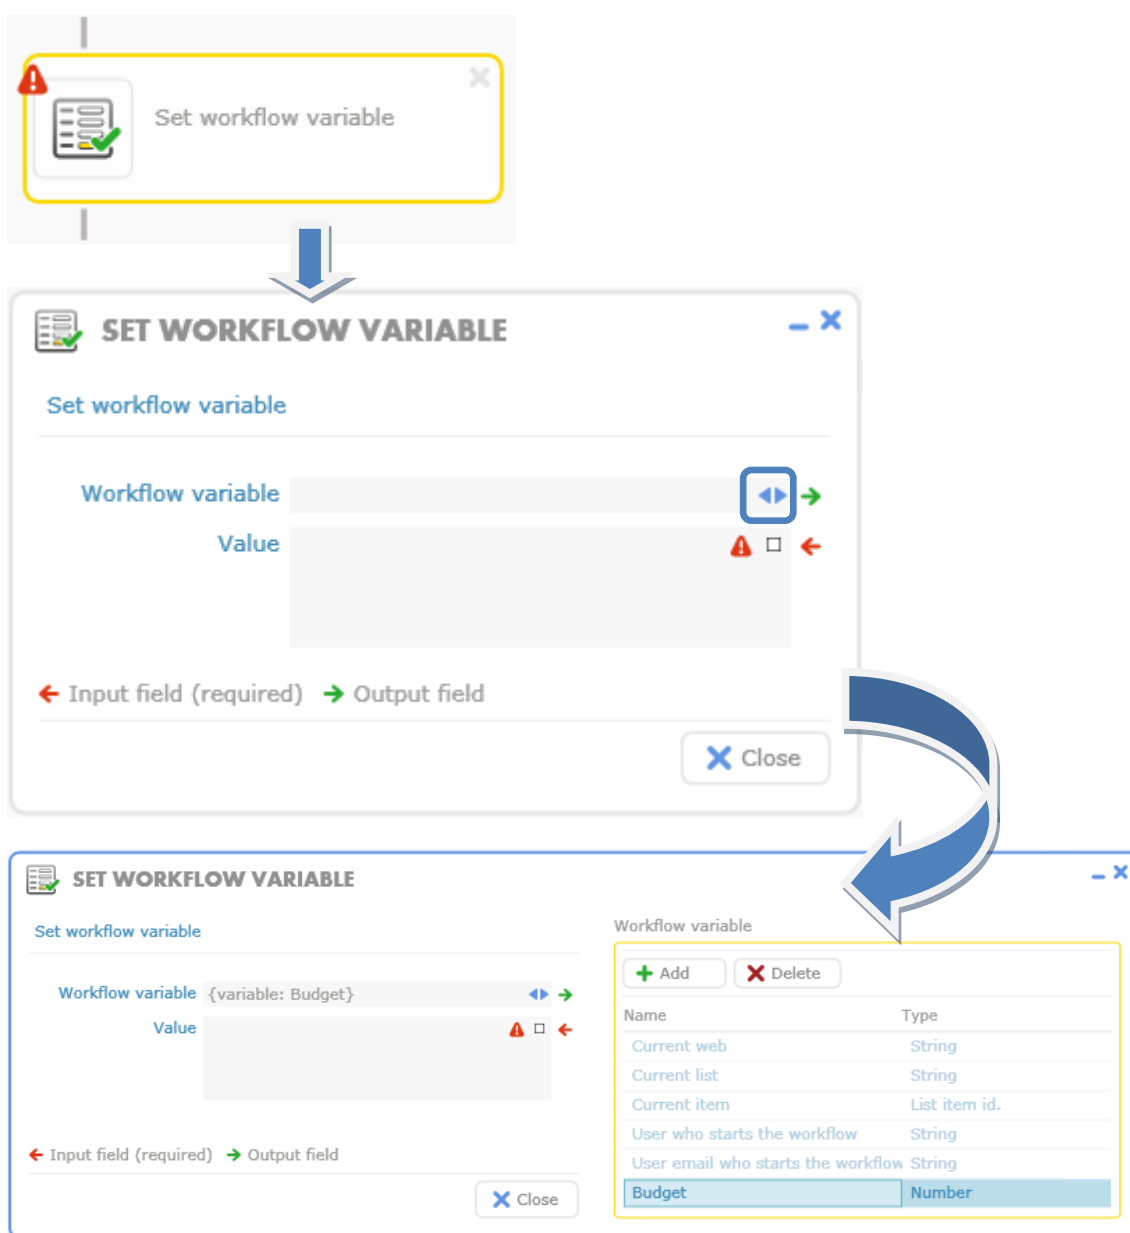 Set workflow variable
SET WORKFLOW VARIABLE
Set workflow variable
Workflow variable
Value
Input field (required) Output field
Close
SET WORKFLOW VARIABLE
Set workflow variable
Workflow variable {variable: Budget}
Value
Input field (required) Output field
Close
Workflow variable
Add Delete
Name Type
Current web String
Current list String
Current item List item id.
User who starts the workflow String
User email who starts the workflow String
Budget Number